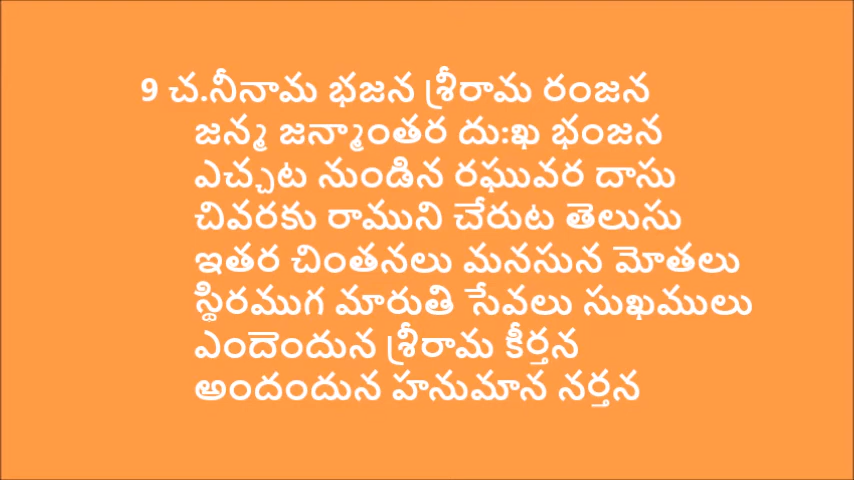 9 చ.నీనామ భజన శ్రీరామ రంజన
జన్మ జన్మాంతర దు:ఖ భంజన
ఎచ్చట నుండిన రఘువర దాసు
చివరకు రాముని చేరుట తెలుసు
ఇతర చింతనలు మనసున మోతలు
స్థిరముగ మారుతి సేవలు సుఖములు
ఎందెందున శ్రీరామ కీర్తన
అందందున హనుమాన నర్తన